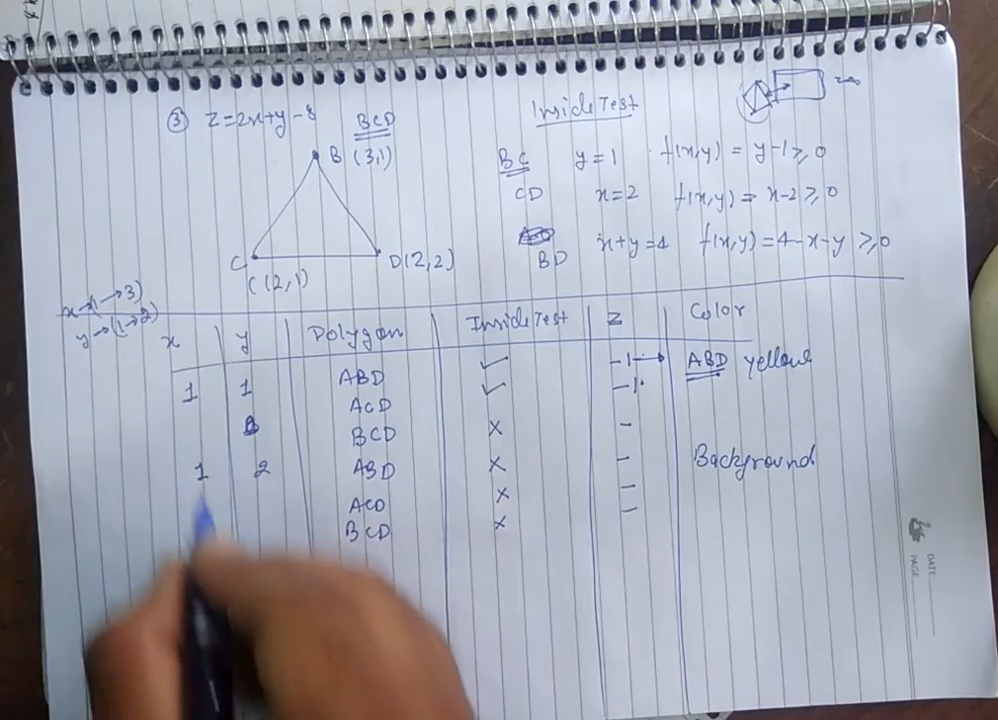 ③ Z=2x+y-8
BCD
Inside Test
B (3,1)
C
C(2,1)
D(2,2)
BC y=1 f(x,y) = y-1≥0
CD x=2 f(x,y) = x-2≥0
BD x+y=4 f(x,y)=4-x-y ≥0
x→(1→3)
y→(1→2)
x y Polygon Inside Test Z Color
1 1 ABD ✓ -1→ ABD yellow
ACD ✓ -1
BCD × -
1 2 ABD × - Background
ACD × -
BCD × -
DATE
PAGE